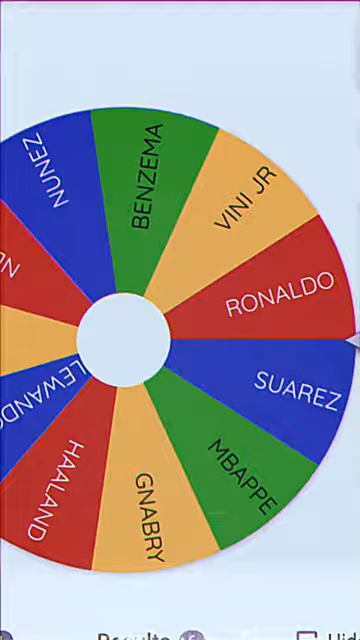 NUNEZ
BENZEMA
VINI JR
RONALDO
SUAREZ
MBAPPE
GNABRY
HAALAND